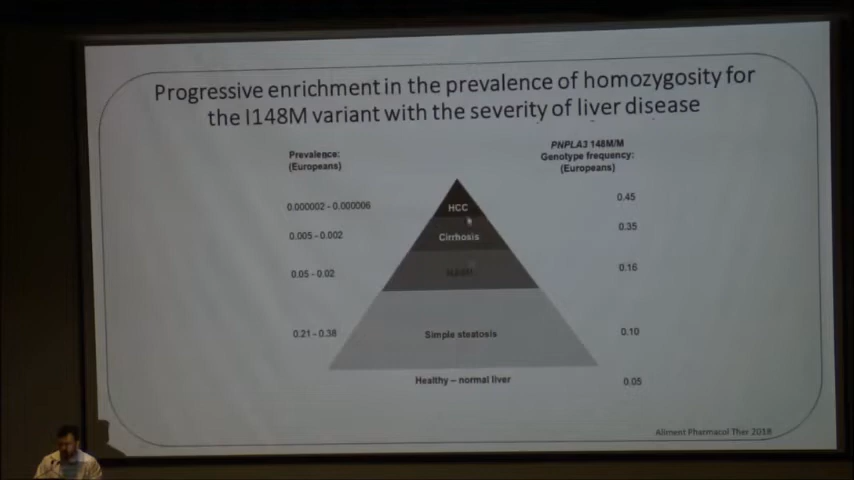 Progressive enrichment in the prevalence of homozygosity for
the I148M variant with the severity of liver disease
Prevalence:
(Europeans)
PNPLA3 148M/M
Genotype frequency:
(Europeans)
0.000002 - 0.000006
HCC
0.45
0.005 - 0.002
Cirrhosis
0.35
0.05 - 0.02
NASH
0.16
0.21 - 0.38
Simple steatosis
0.10
Healthy – normal liver
0.05
Aliment Pharmacol Ther 2018